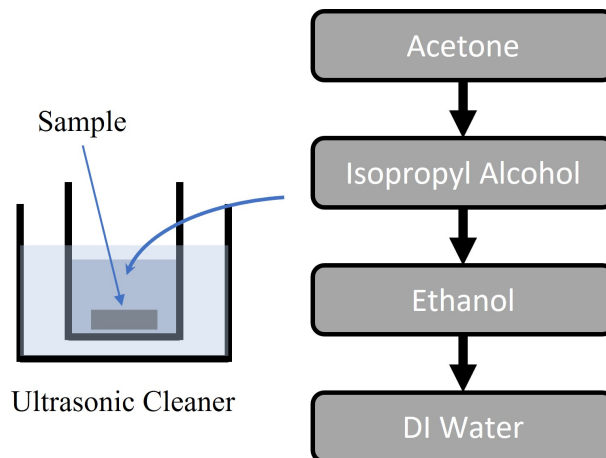 Sample
Ultrasonic Cleaner
Acetone
Isopropyl Alcohol
Ethanol
DI Water